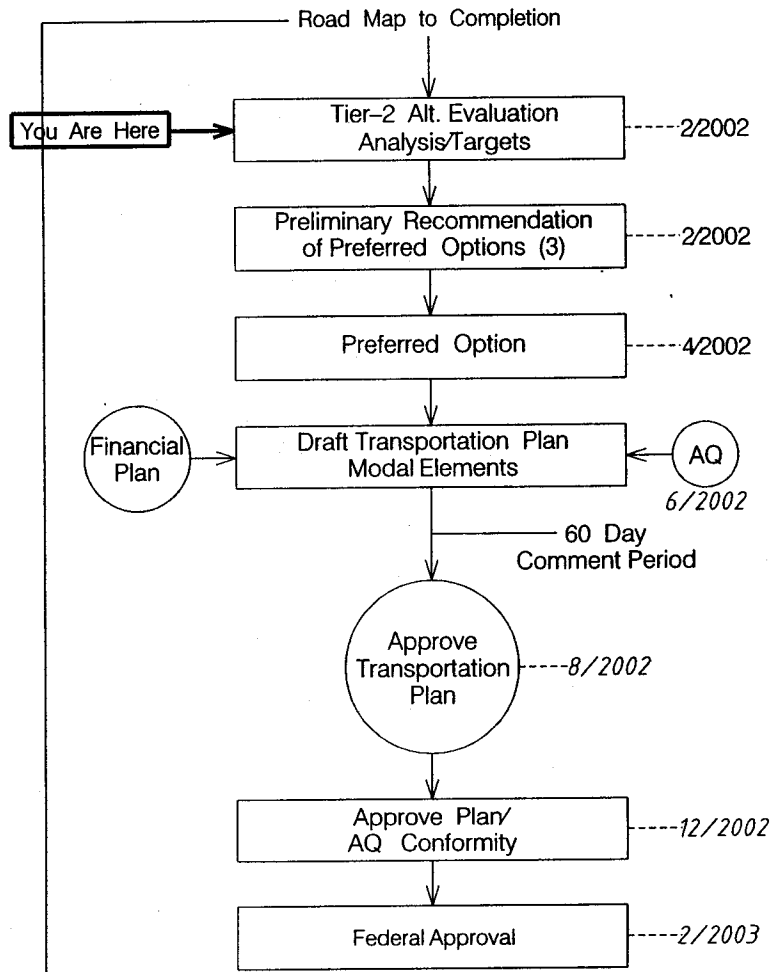 Road Map to Completion
You Are Here
Tier-2 Alt. Evaluation
Analysis/Targets
2/2002
Preliminary Recommendation
of Preferred Options (3)
2/2002
Preferred Option
4/2002
Financial
Plan
Draft Transportation Plan
Modal Elements
AQ
6/2002
60 Day
Comment Period
Approve
Transportation
Plan
8/2002
Approve Plan/
AQ Conformity
12/2002
Federal Approval
2/2003